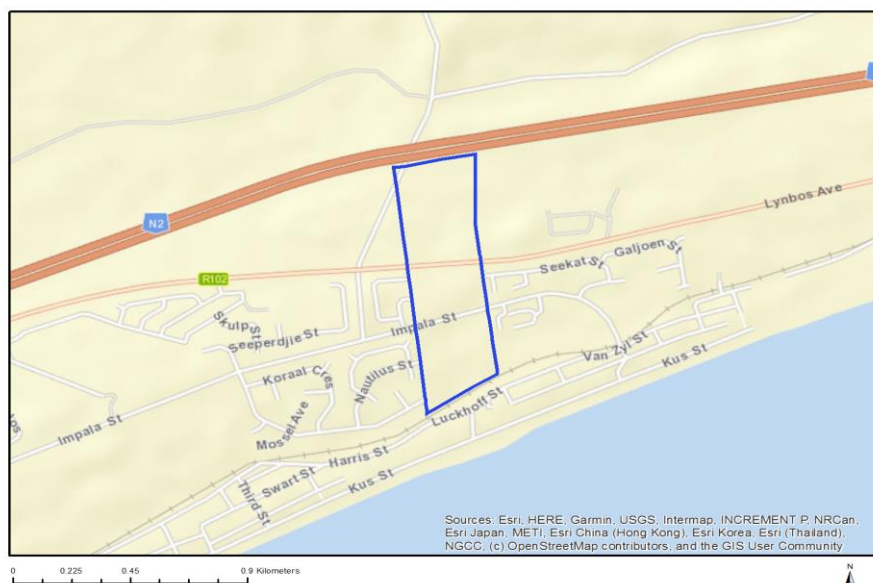 N2
R102
Lynbos Ave
Galjoen St
Seekat St
Skulp St
Seeperdjie St
Impala St
Koraal Cres
Nautilus St
Van Zyl St
Kus St
Luckhoff St
Impala St
Mossel Ave
Harris St
Swart St
Kus St
Third St
Sources: Esri, HERE, Garmin, USGS, Intermap, INCREMENT P, NRCan,
Esri Japan, METI, Esri China (Hong Kong), Esri Korea, Esri (Thailand),
NGCC, (c) OpenStreetMap contributors, and the GIS User Community
0 0.225 0.45 0.9 Kilometers
N